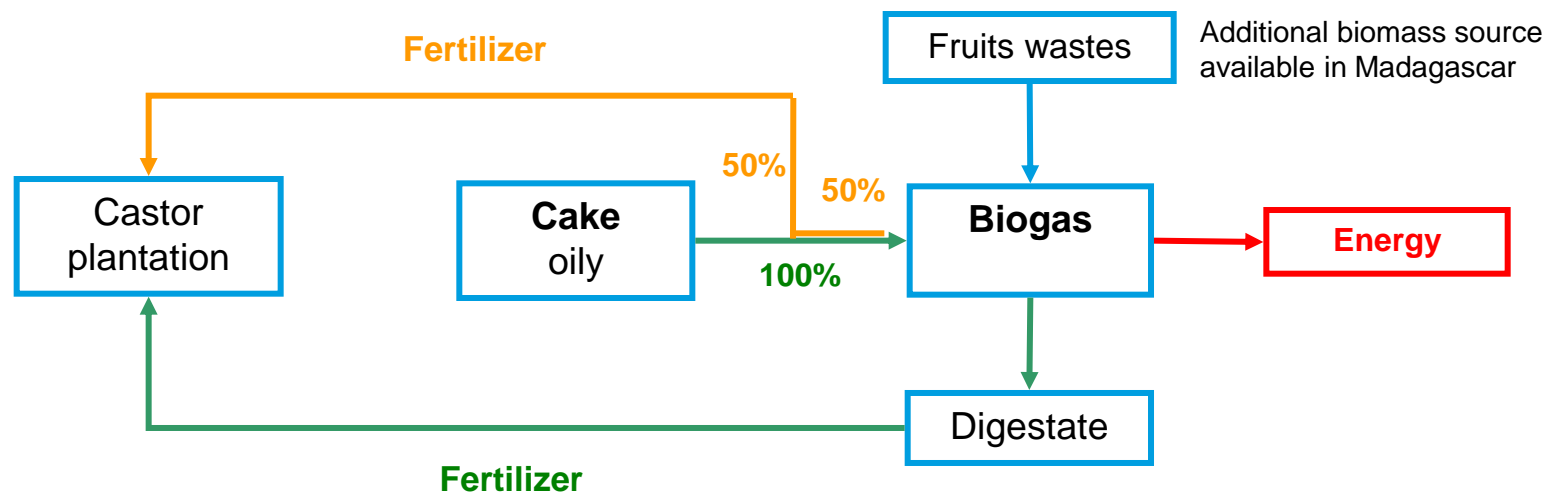 Fertilizer
Fruits wastes
Additional biomass source
available in Madagascar
50%
50%
Castor
plantation
Cake
oily
Biogas
Energy
100%
Digestate
Fertilizer